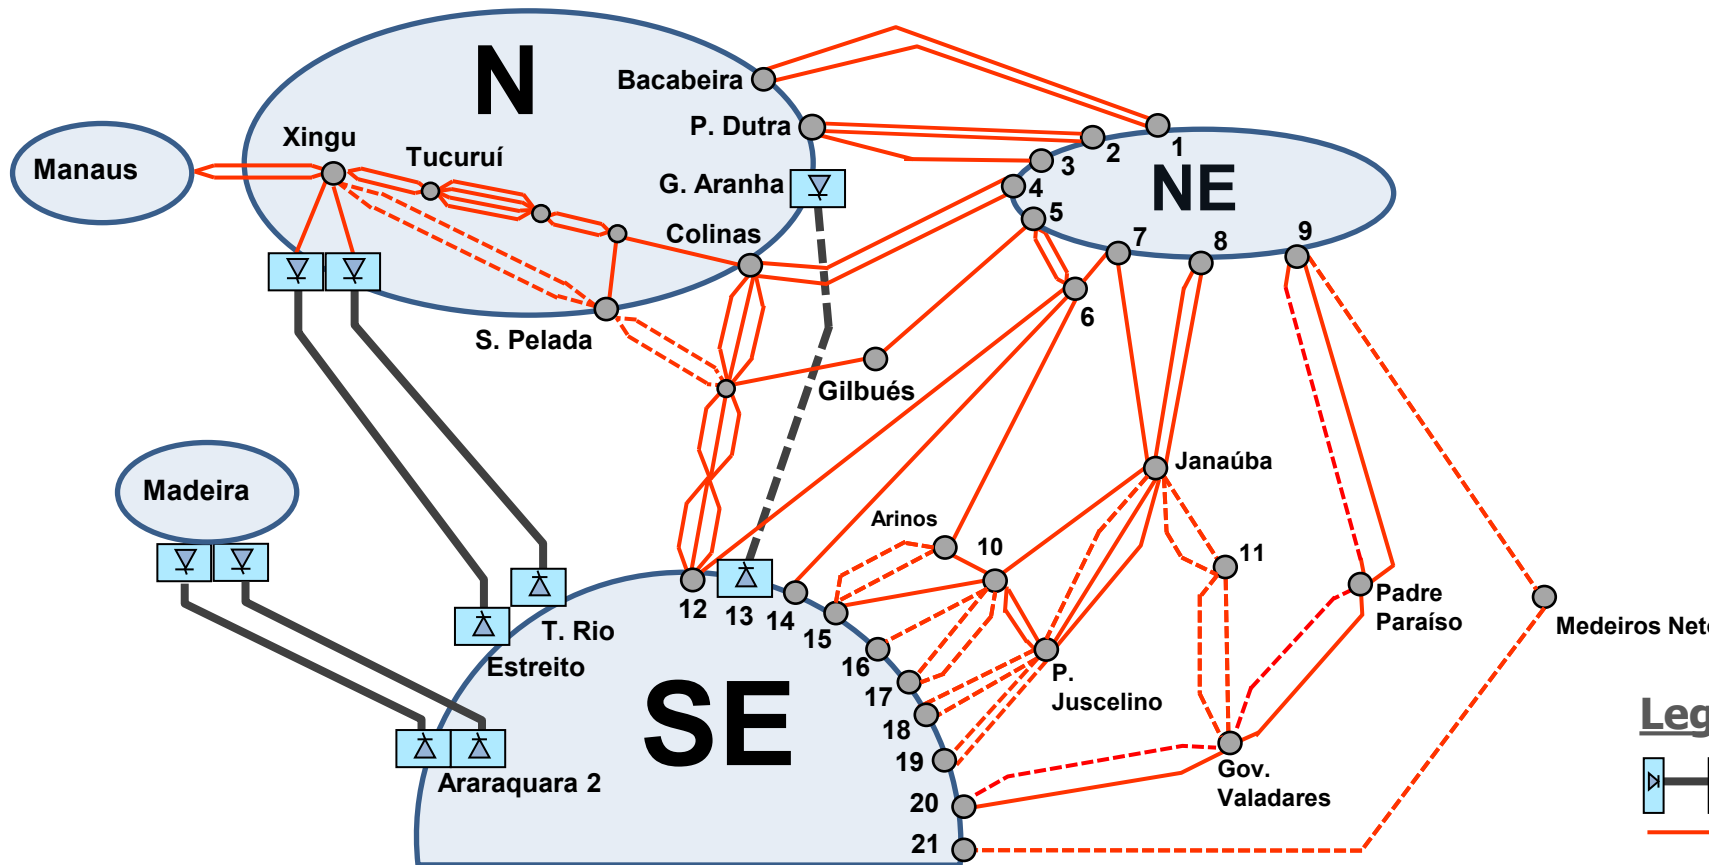 N
Bacabeira
P. Dutra
Xingu
Tucuruí
Manaus
G. Aranha
Colinas
S. Pelada
Gilbués
1
2
3
4
5
NE
6
7
8
9
Janaúba
Madeira
Arinos
10
11
12
13
14
15
16
17
18
19
20
21
T. Rio
Estreito
SE
Araraquara 2
P.
Juscelino
Padre
Paraíso
Medeiros Neto
Gov.
Valadares
Leg